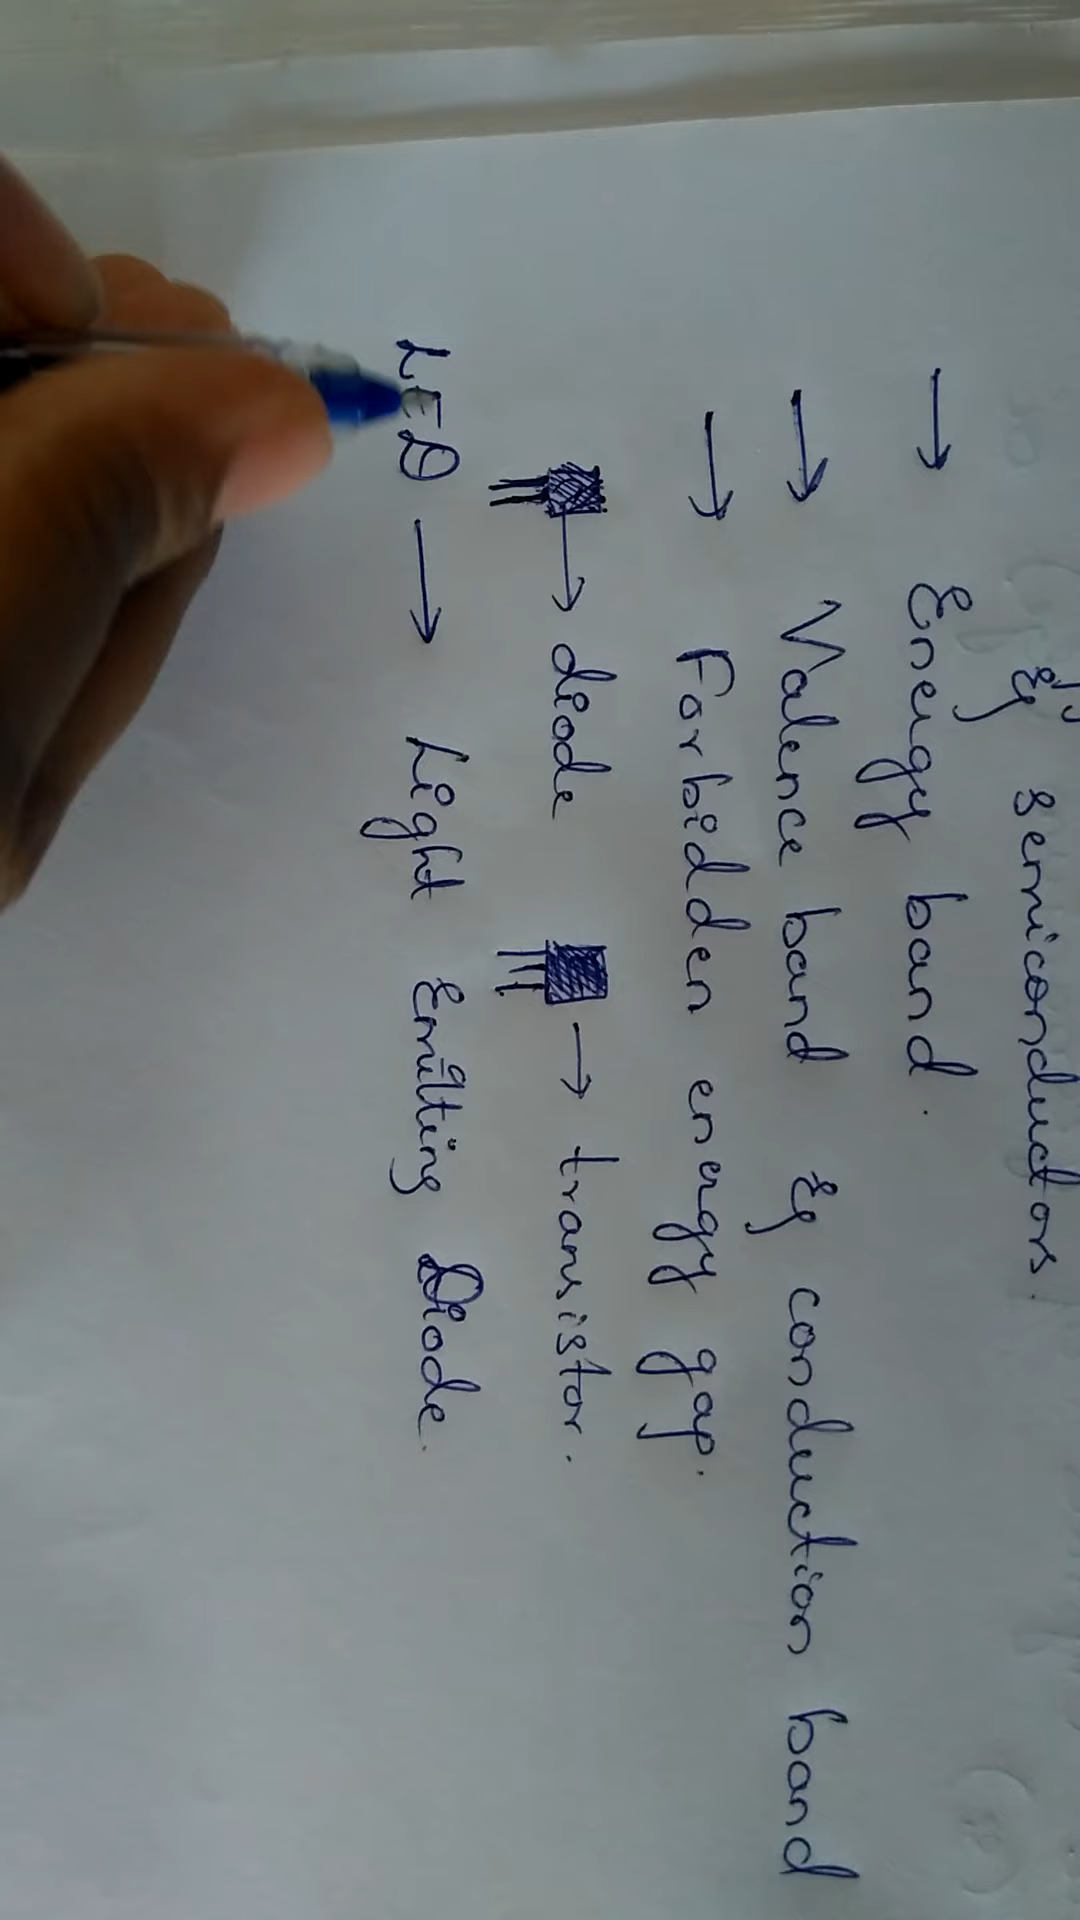 & semiconductors.
→ Energy band.
→ Valence band & conduction band
→ Forbidden energy gap.
→ diode → transistor.
LED → Light Emitting Diode.